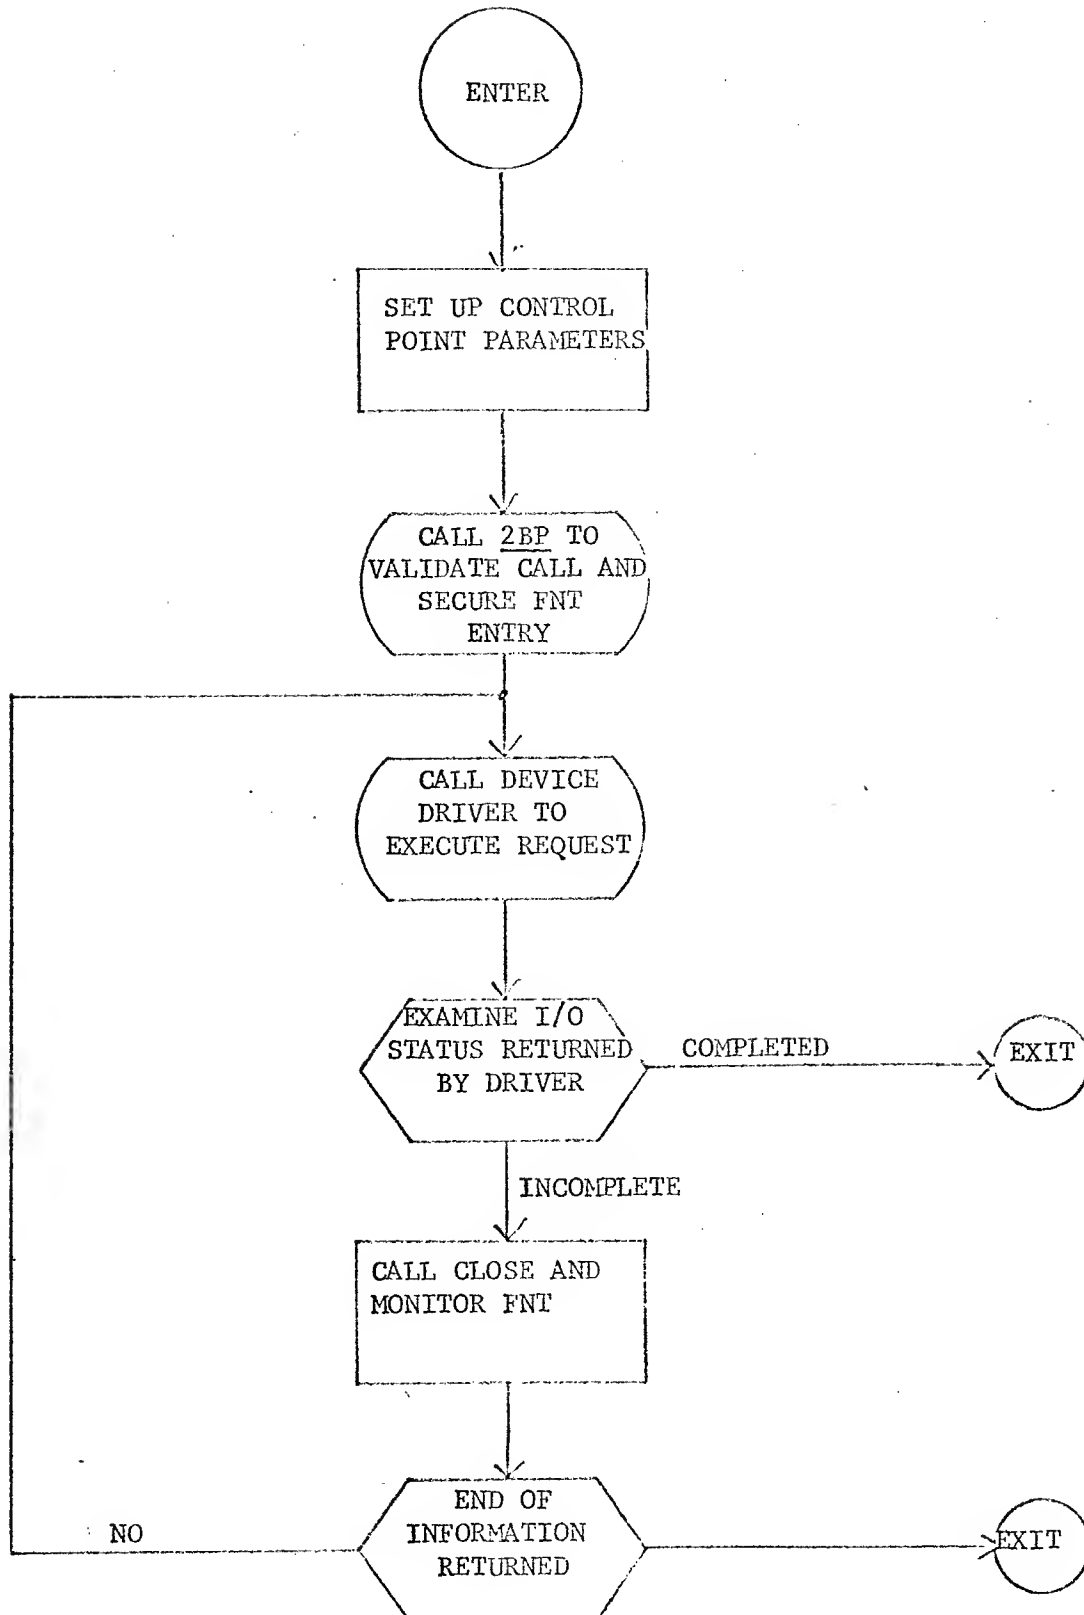 ENTER
SET UP CONTROL
POINT PARAMETERS
CALL 2BP TO
VALIDATE CALL AND
SECURE FNT
ENTRY
CALL DEVICE
DRIVER TO
EXECUTE REQUEST
EXAMINE I/O
STATUS RETURNED
BY DRIVER
COMPLETED
EXIT
INCOMPLETE
CALL CLOSE AND
MONITOR FNT
END OF
INFORMATION
RETURNED
NO
EXIT